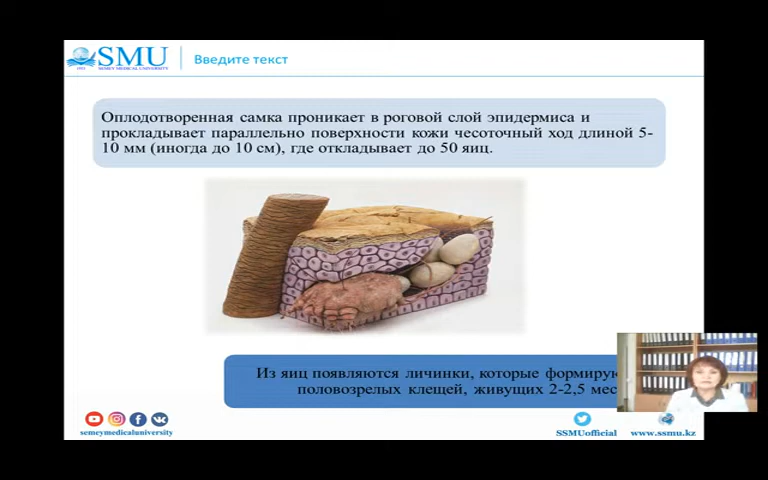 SMU
SEMEY MEDICAL UNIVERSITY
Введите текст
Оплодотворенная самка проникает в роговой слой эпидермиса и
прокладывает параллельно поверхности кожи чесоточный ход длиной 5-
10 мм (иногда до 10 см), где откладывает до 50 яиц.
Из яиц появляются личинки, которые формирую
половозрелых клещей, живущих 2-2,5 мес
semeymedicaluniversity
SSMUofficial
www.ssmu.kz